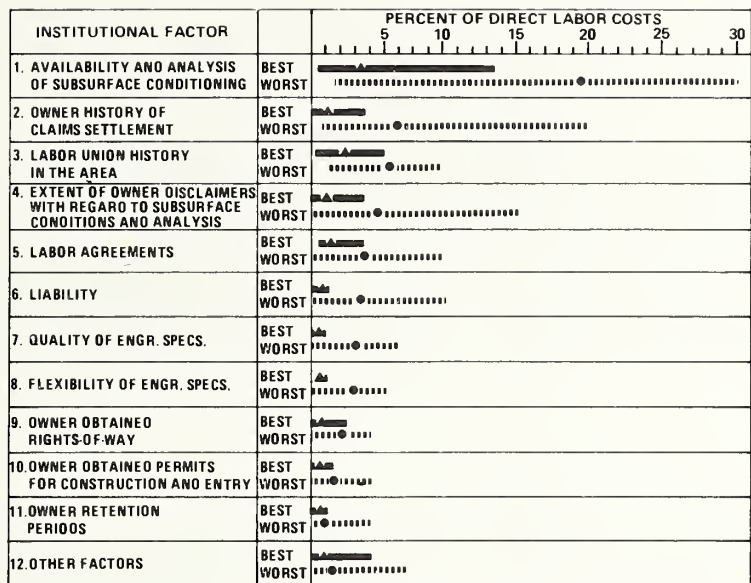 INSTITUTIONAL FACTOR
PERCENT OF DIRECT LABOR COSTS
5 10 15 20 25 30
1. AVAILABILITY AND ANALYSIS
OF SUBSURFACE CONDITIONING
BEST
WORST
2. OWNER HISTORY OF
CLAIMS SETTLEMENT
BEST
WORST
3. LABOR UNION HISTORY
IN THE AREA
BEST
WORST
4. EXTENT OF OWNER DISCLAIMERS
WITH REGARD TO SUBSURFACE
CONDITIONS AND ANALYSIS
BEST
WORST
5. LABOR AGREEMENTS
BEST
WORST
6. LIABILITY
BEST
WORST
7. QUALITY OF ENGR. SPECS.
BEST
WORST
8. FLEXIBILITY OF ENGR. SPECS.
BEST
WORST
9. OWNER OBTAINED
RIGHTS-OF-WAY
BEST
WORST
10. OWNER OBTAINED PERMITS
FOR CONSTRUCTION AND ENTRY
BEST
WORST
11. OWNER RETENTION
PERIODS
BEST
WORST
12. OTHER FACTORS
BEST
WORST